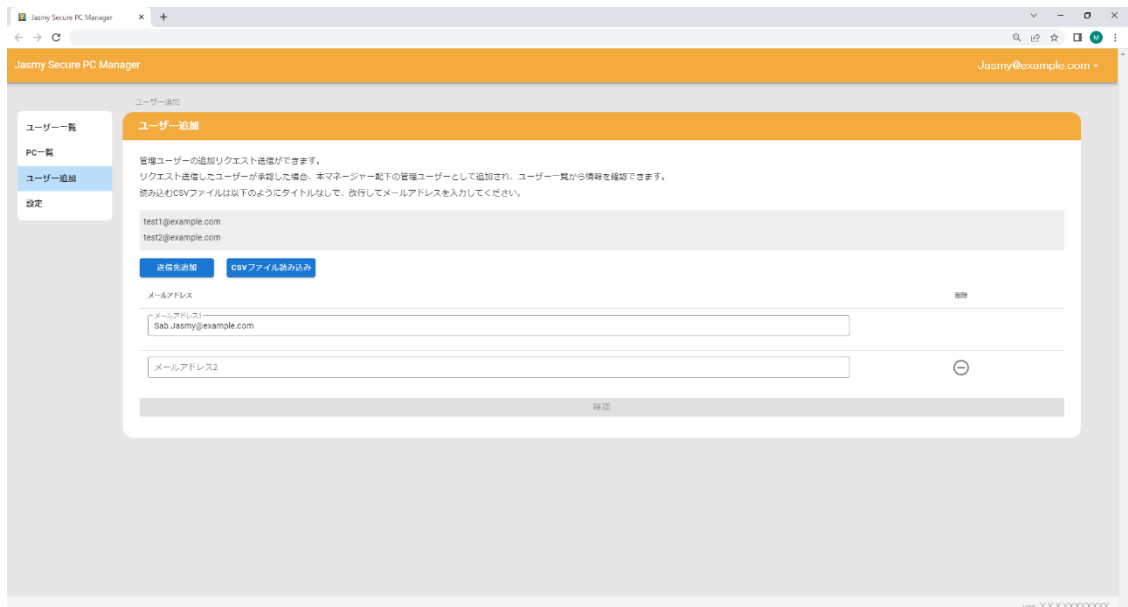 Jasmy Secure PC Manager
Jasmy Secure PC Manager
Jasmy@example.com
ユーザー追加
ユーザー一覧
PC一覧
ユーザー追加
設定
ユーザー追加
管理ユーザーの追加リクエスト送信ができます。
リクエスト送信したユーザーが承認した場合、本マネージャー配下の管理ユーザーとして追加され、ユーザー一覧から情報を確認できます。
読み込むCSVファイルは以下のようにタイトルなしで、改行してメールアドレスを入力してください。
test1@example.com
test2@example.com
送信先追加 CSVファイル読み込み
メールアドレス 削除
メールアドレス1
Sab.Jasmy@example.com
メールアドレス2
確認